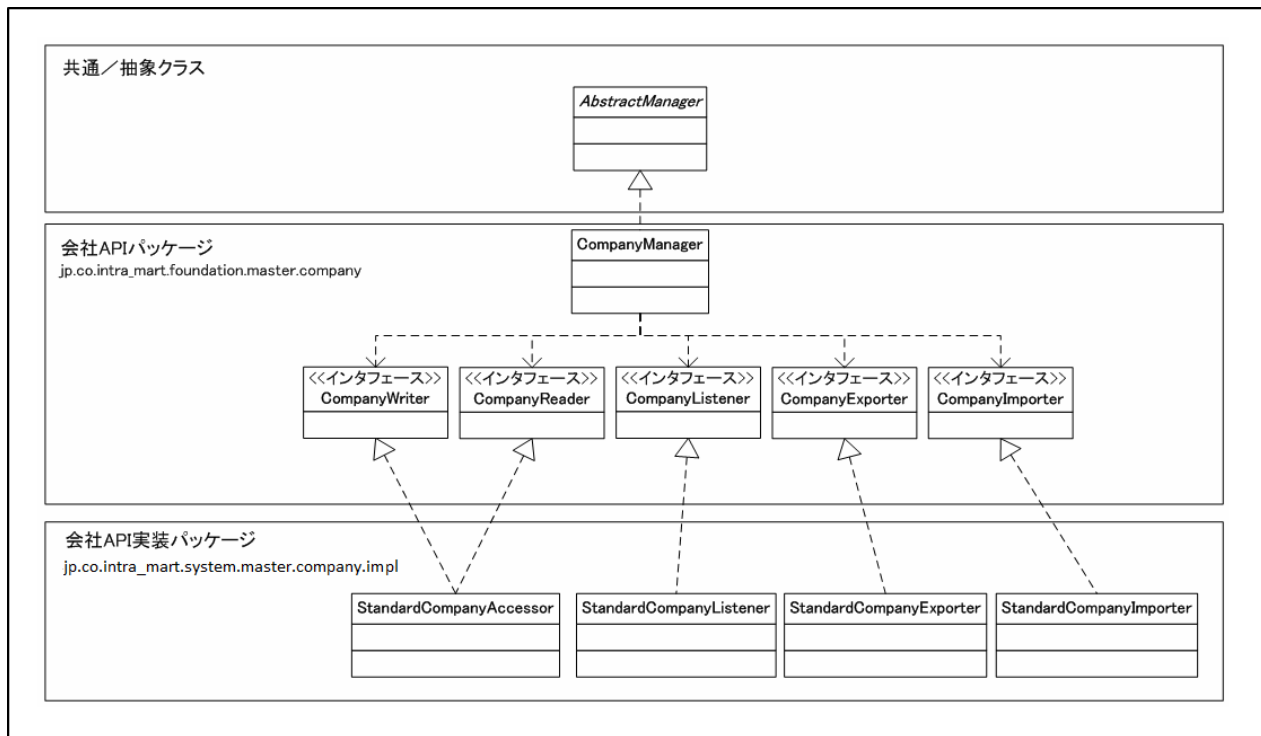 共通／抽象クラス
AbstractManager
会社APIパッケージ
jp.co.intra_mart.foundation.master.company
CompanyManager
<<インタフェース>>
CompanyWriter
<<インタフェース>>
CompanyReader
<<インタフェース>>
CompanyListener
<<インタフェース>>
CompanyExporter
<<インタフェース>>
CompanyImporter
会社API実装パッケージ
jp.co.intra_mart.system.master.company.impl
StandardCompanyAccessor
StandardCompanyListener
StandardCompanyExporter
StandardCompanyImporter